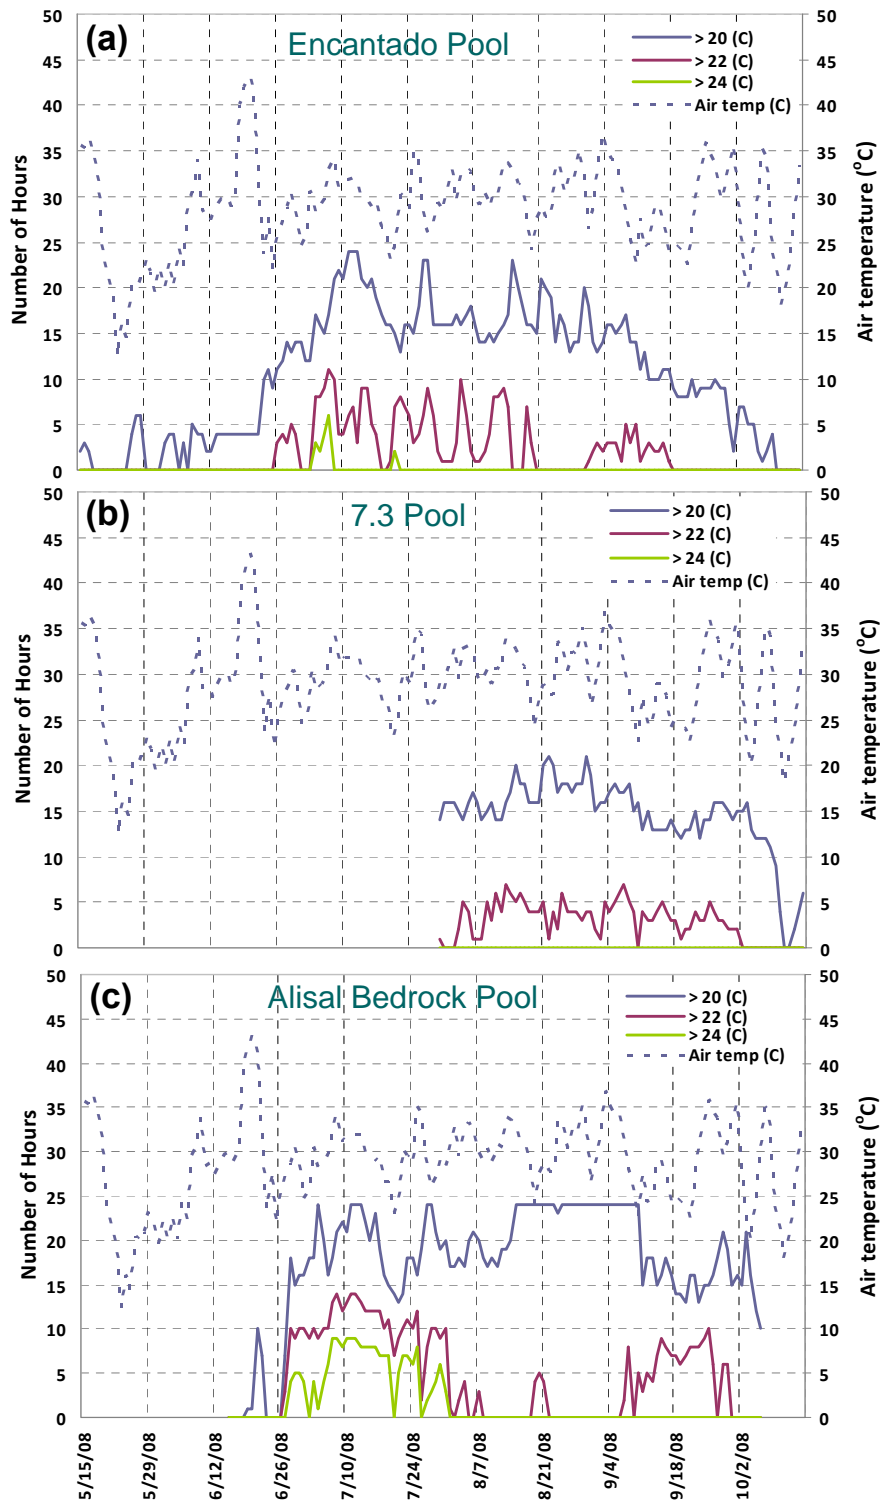 (a)
Encantado Pool
> 20 (C)
> 22 (C)
> 24 (C)
Air temp (C)
Number of Hours
Air temperature (°C)
50 50
45 45
40 40
35 35
30 30
25 25
20 20
15 15
10 10
5 5
0 0
(b)
7.3 Pool
> 20 (C)
> 22 (C)
> 24 (C)
Air temp (C)
Number of Hours
Air temperature (°C)
50 50
45 45
40 40
35 35
30 30
25 25
20 20
15 15
10 10
5 5
0 0
(c)
Alisal Bedrock Pool
> 20 (C)
> 22 (C)
> 24 (C)
Air temp (C)
Number of Hours
Air temperature (°C)
50 50
45 45
40 40
35 35
30 30
25 25
20 20
15 15
10 10
5 5
0 0
5/15/08
5/29/08
6/12/08
6/26/08
7/10/08
7/24/08
8/7/08
8/21/08
9/4/08
9/18/08
10/2/08